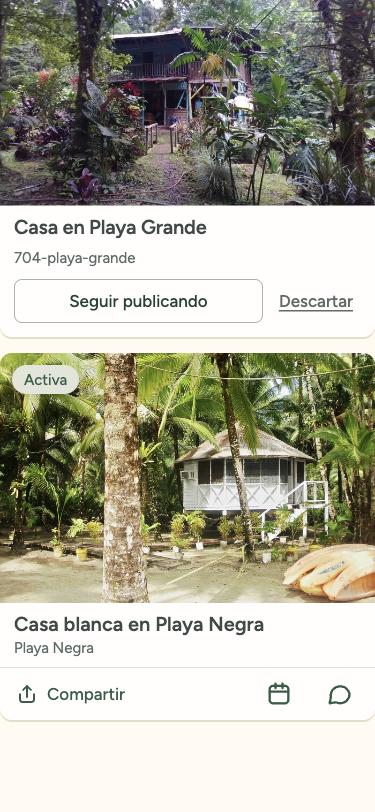 Casa en Playa Grande
704-playa-grande
Seguir publicando
Descartar
Activa
Casa blanca en Playa Negra
Playa Negra
Compartir